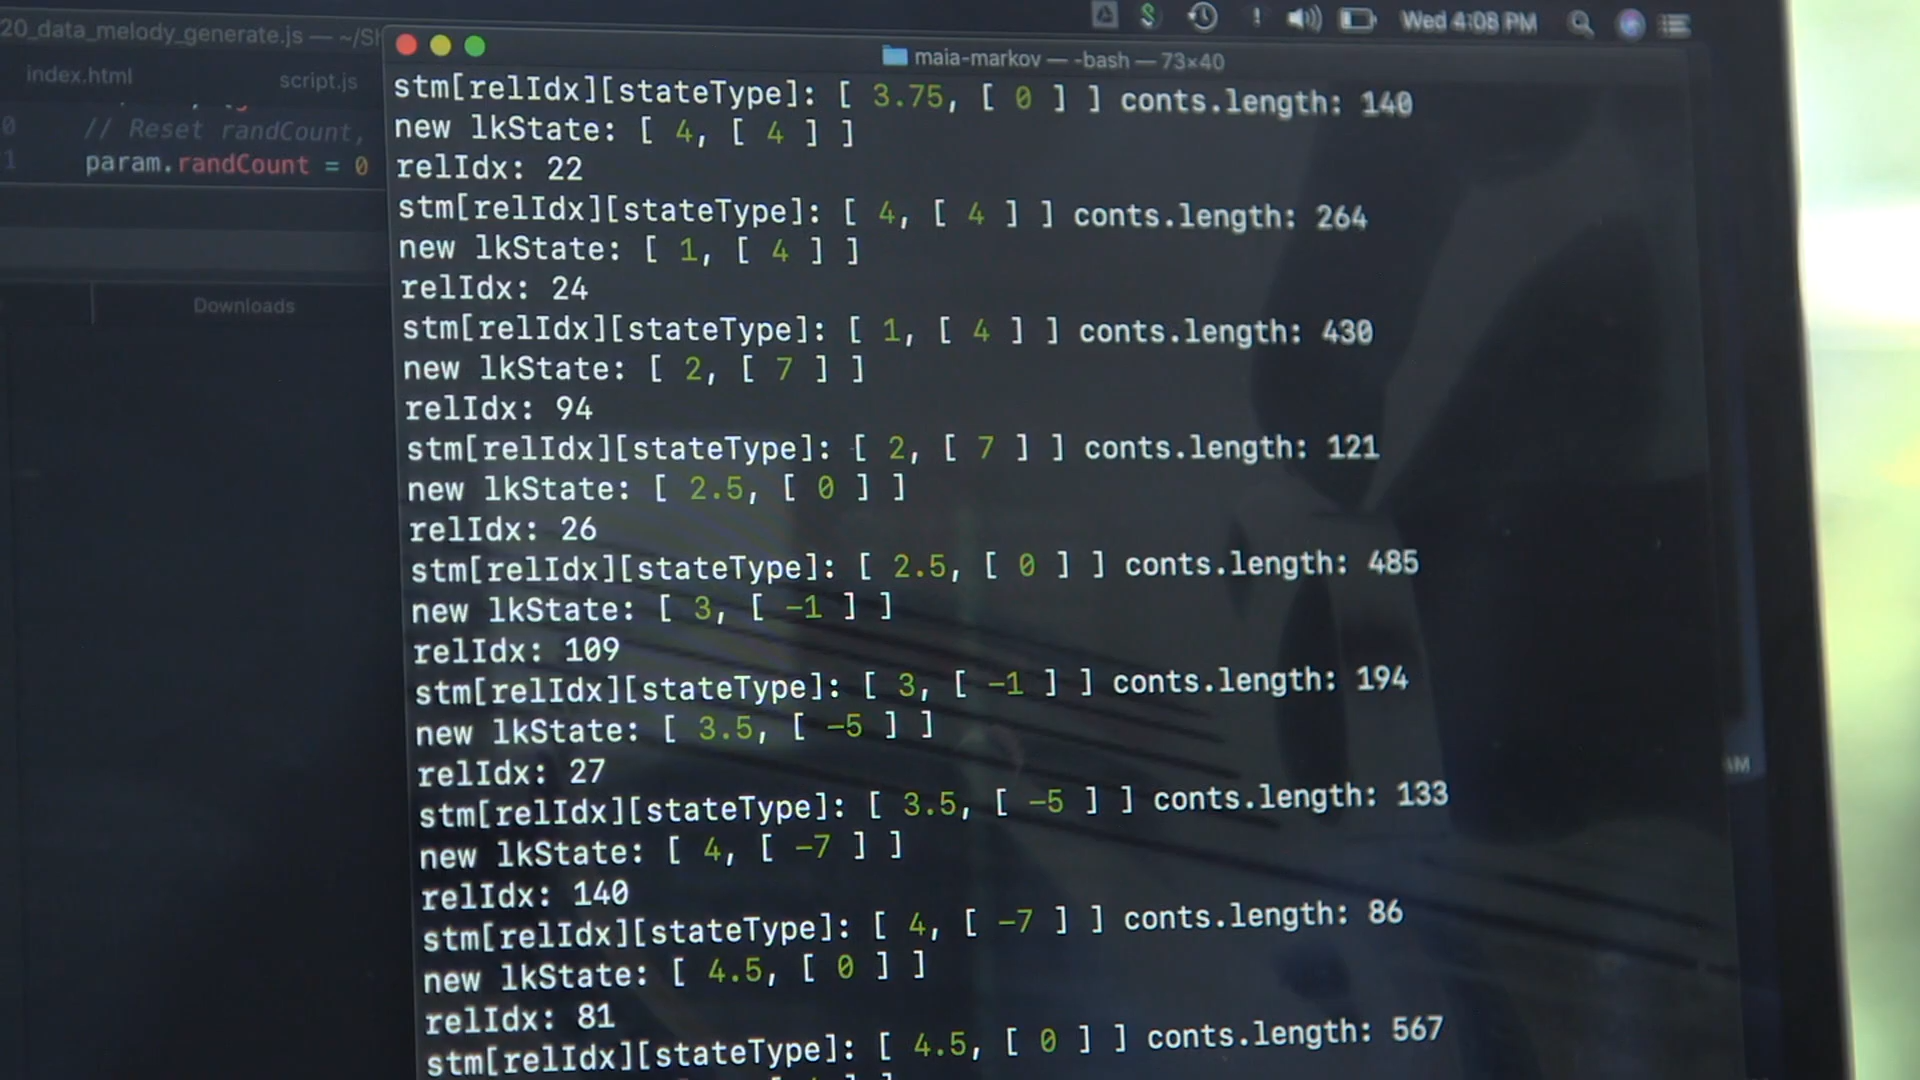 Wed 4:08 PM
20_data_melody_generate.js — ~/S
maia-markov — -bash — 73×40
index.html
script.js
// Reset randCount,
param.randCount = 0
Downloads
stm[relIdx][stateType]: [ 3.75, [ 0 ] ] conts.length: 140
new lkState: [ 4, [ 4 ] ]
relIdx: 22
stm[relIdx][stateType]: [ 4, [ 4 ] ] conts.length: 264
new lkState: [ 1, [ 4 ] ]
relIdx: 24
stm[relIdx][stateType]: [ 1, [ 4 ] ] conts.length: 430
new lkState: [ 2, [ 7 ] ]
relIdx: 94
stm[relIdx][stateType]: [ 2, [ 7 ] ] conts.length: 121
new lkState: [ 2.5, [ 0 ] ]
relIdx: 26
stm[relIdx][stateType]: [ 2.5, [ 0 ] ] conts.length: 485
new lkState: [ 3, [ -1 ] ]
relIdx: 109
stm[relIdx][stateType]: [ 3, [ -1 ] ] conts.length: 194
new lkState: [ 3.5, [ -5 ] ]
relIdx: 27
stm[relIdx][stateType]: [ 3.5, [ -5 ] ] conts.length: 133
new lkState: [ 4, [ -7 ] ]
relIdx: 140
stm[relIdx][stateType]: [ 4, [ -7 ] ] conts.length: 86
new lkState: [ 4.5, [ 0 ] ]
relIdx: 81
stm[relIdx][stateType]: [ 4.5, [ 0 ] ] conts.length: 567
AM